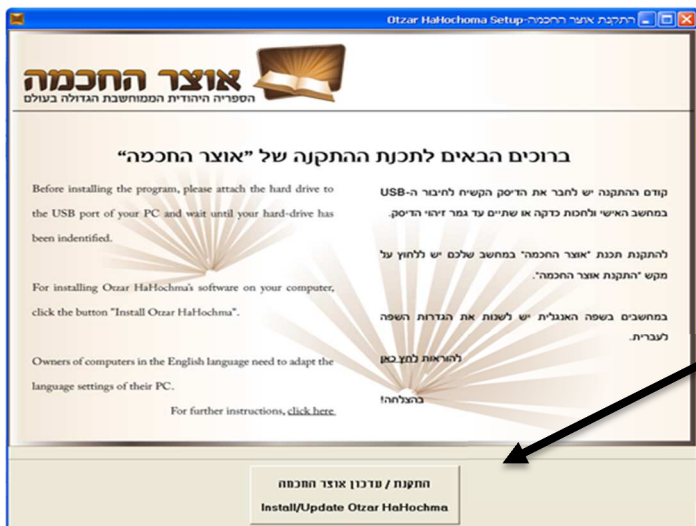 התקנת אוצר החכמה-Otzar HaHochoma Setup
אוצר החכמה
הספריה היהודית הממוחשבת הגדולה בעולם
ברוכים הבאים לתכנת ההתקנה של "אוצר החכמה"
קודם ההתקנה יש לחבר את הדיסק הקשיח לחיבור ה-USB
במחשב האישי ולחכות כדקה או שתיים עד גמר זיהוי הדיסק.
להתקנת תכנת "אוצר החכמה" במחשב שלכם יש ללחוץ על
מקש "התקנת אוצר החכמה".
במחשבים בשפה האנגלית יש לשנות את הגדרות השפה
לעברית.
להוראות לחץ כאן
בהצלחה!
Before installing the program, please attach the hard drive to
the USB port of your PC and wait until your hard-drive has
been indentified.
For installing Otzar HaHochma's software on your computer,
click the button "Install Otzar HaHochma".
Owners of computers in the English language need to adapt the
language settings of their PC.
For further instructions, click here
התקנת / עדכון אוצר החכמה
Install/Update Otzar HaHochma